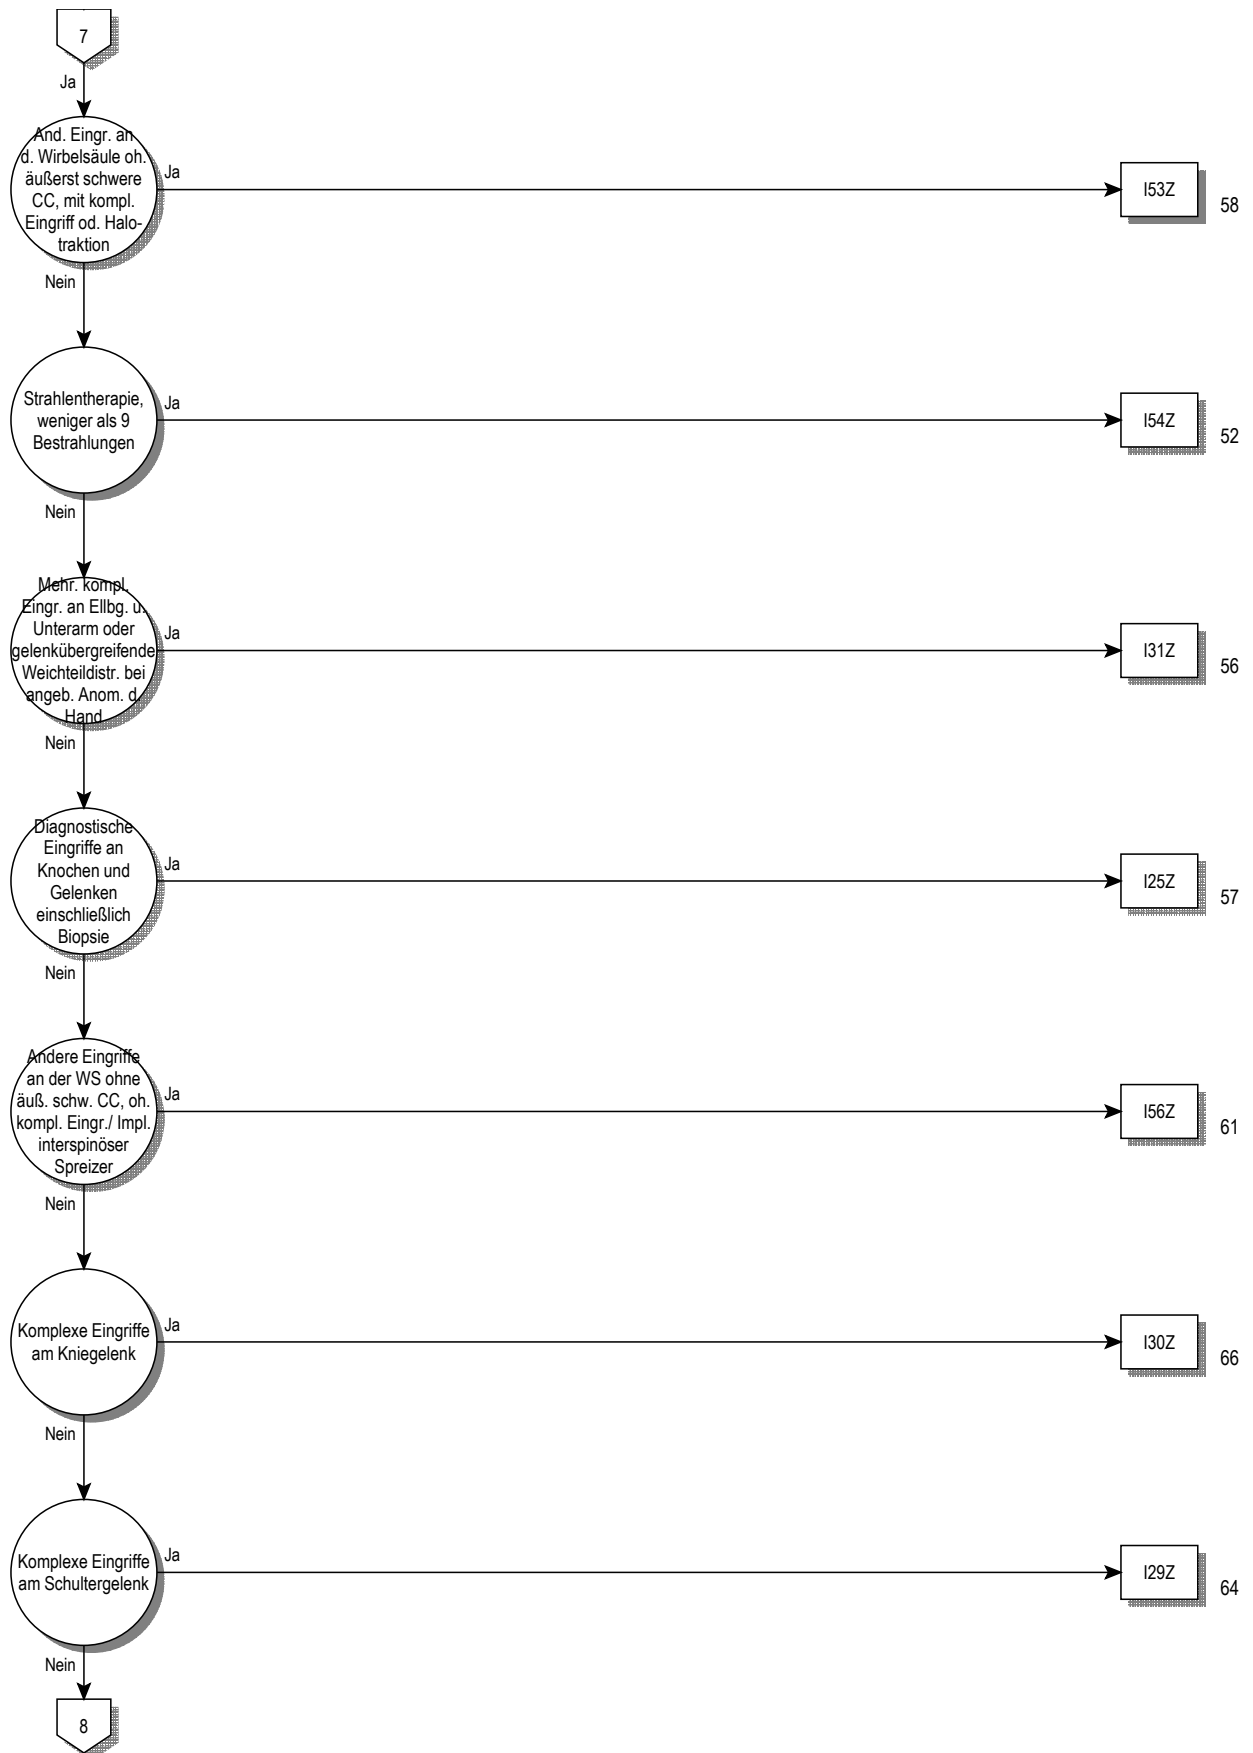 7
Ja
And. Eingr. an
d. Wirbelsäule oh.
äußerst schwere
CC, mit kompl.
Eingriff od. Halo-
traktion
Ja
I53Z
58
Nein
Strahlentherapie,
weniger als 9
Bestrahlungen
Ja
I54Z
52
Nein
Mehr. kompl.
Eingr. an Ellbg. u.
Unterarm oder
gelenkübergreifende
Weichteildistr. bei
angeb. Anom. d.
Hand
Ja
I31Z
56
Nein
Diagnostische
Eingriffe an
Knochen und
Gelenken
einschließlich
Biopsie
Ja
I25Z
57
Nein
Andere Eingriffe
an der WS ohne
äuß. schw. CC, oh.
kompl. Eingr./ Impl.
interspinöser
Spreizer
Ja
I56Z
61
Nein
Komplexe Eingriffe
am Kniegelenk
Ja
I30Z
66
Nein
Komplexe Eingriffe
am Schultergelenk
Ja
I29Z
64
Nein
8